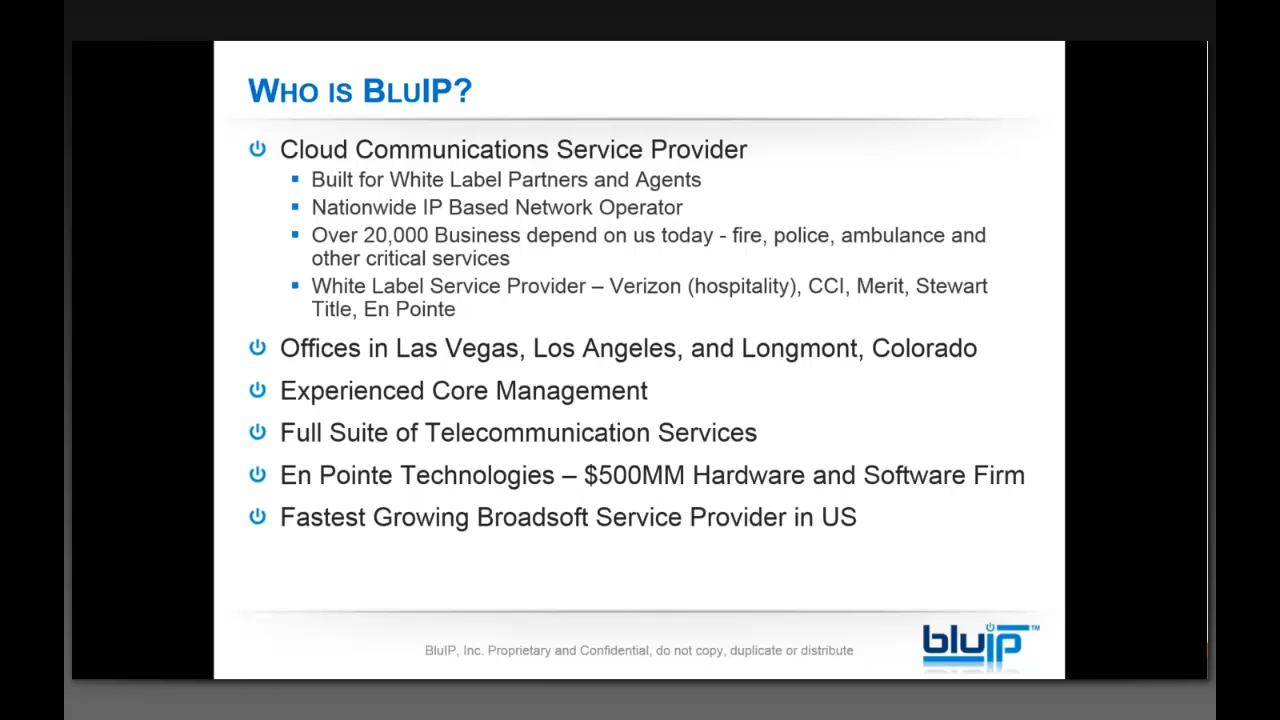 WHO IS BLUIP?
Cloud Communications Service Provider
Built for White Label Partners and Agents
Nationwide IP Based Network Operator
Over 20,000 Business depend on us today - fire, police, ambulance and
other critical services
White Label Service Provider – Verizon (hospitality), CCI, Merit, Stewart
Title, En Pointe
Offices in Las Vegas, Los Angeles, and Longmont, Colorado
Experienced Core Management
Full Suite of Telecommunication Services
En Pointe Technologies – $500MM Hardware and Software Firm
Fastest Growing Broadsoft Service Provider in US
BluIP, Inc. Proprietary and Confidential, do not copy, duplicate or distribute
bluip™